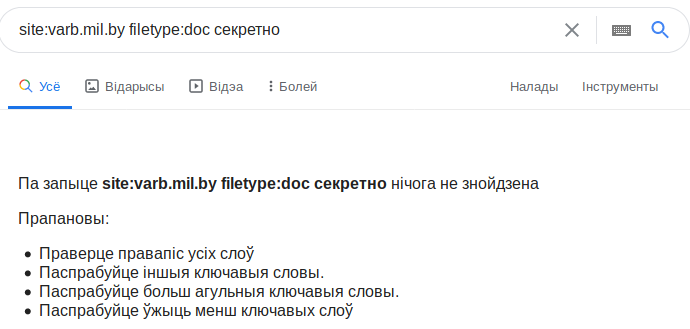 site:varb.mil.by filetype:doc секретно
Усё Відарысы Відэа Болей Налады Інструменты
Па запыце site:varb.mil.by filetype:doc секретно нічога не знойдзена
Прапановы:
Праверце правапіс усіх слоў
Паспрабуйце іншыя ключавыя словы.
Паспрабуйце больш агульныя ключавыя словы.
Паспрабуйце ўжыць менш ключавых слоў